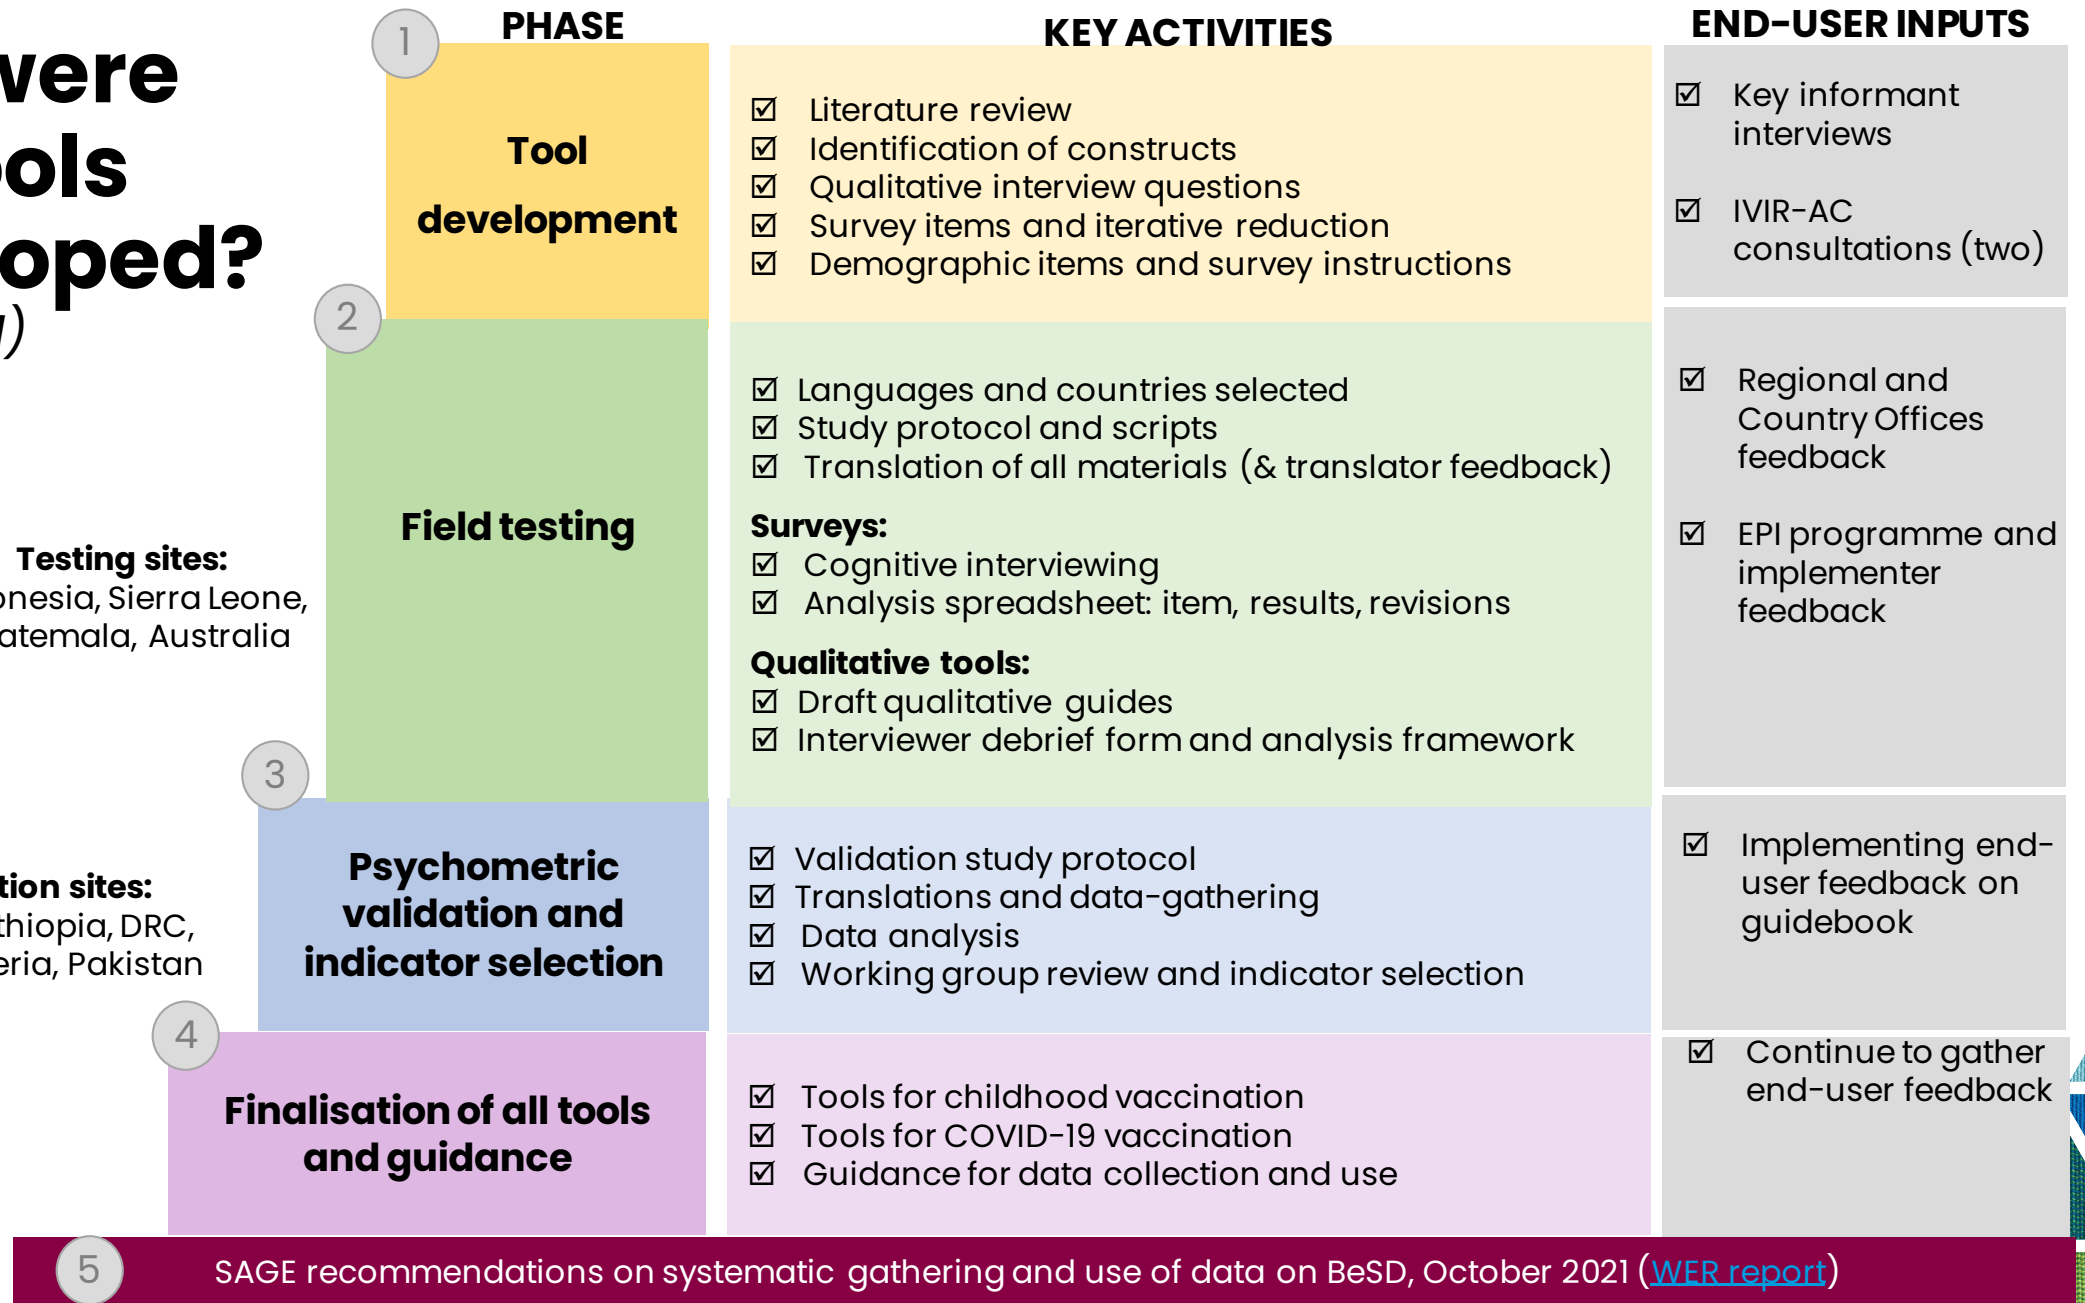 were
ools
oped?
)
Testing sites:
onesia, Sierra Leone,
atemala, Australia
tion sites:
thiopia, DRC,
eria, Pakistan
PHASE
1
Tool
development
2
Field testing
3
Psychometric
validation and
indicator selection
4
Finalisation of all tools
and guidance
KEY ACTIVITIES
☑ Literature review
☑ Identification of constructs
☑ Qualitative interview questions
☑ Survey items and iterative reduction
☑ Demographic items and survey instructions
☑ Languages and countries selected
☑ Study protocol and scripts
☑ Translation of all materials (& translator feedback)
Surveys:
☑ Cognitive interviewing
☑ Analysis spreadsheet: item, results, revisions
Qualitative tools:
☑ Draft qualitative guides
☑ Interviewer debrief form and analysis framework
☑ Validation study protocol
☑ Translations and data-gathering
☑ Data analysis
☑ Working group review and indicator selection
☑ Tools for childhood vaccination
☑ Tools for COVID-19 vaccination
☑ Guidance for data collection and use
END-USER INPUTS
☑ Key informant
interviews
☑ IVIR-AC
consultations (two)
☑ Regional and
Country Offices
feedback
☑ EPI programme and
implementer
feedback
☑ Implementing end-
user feedback on
guidebook
☑ Continue to gather
end-user feedback
5
SAGE recommendations on systematic gathering and use of data on BeSD, October 2021 (WER report)